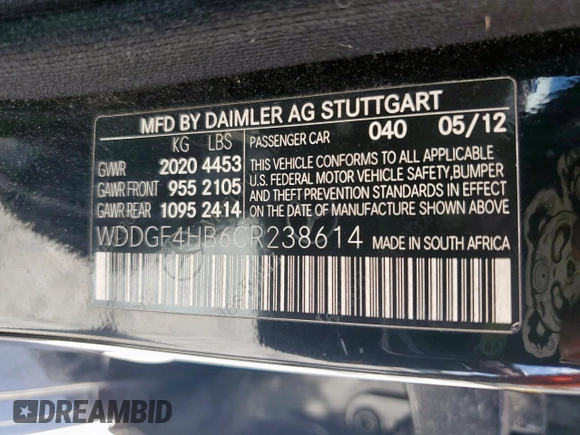 MFD BY DAIMLER AG STUTTGART
KG LBS PASSENGER CAR 040 05/12
GVWR 2020 4453 THIS VEHICLE CONFORMS TO ALL APPLICABLE
GAWR FRONT 955 2105 U.S. FEDERAL MOTOR VEHICLE SAFETY, BUMPER
AND THEFT PREVENTION STANDARDS IN EFFECT
GAWR REAR 1095 2414 ON THE DATE OF MANUFACTURE SHOWN ABOVE.
WDDGF4HB6CR238614 MADE IN SOUTH AFRICA
DREAMBID